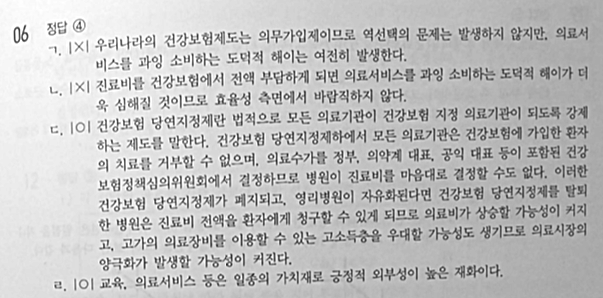 06 정답 ④
ㄱ. |×| 우리나라의 건강보험제도는 의무가입제이므로 역선택의 문제는 발생하지 않지만, 의료서
비스를 과잉 소비하는 도덕적 해이는 여전히 발생한다.
ㄴ. |×| 진료비를 건강보험에서 전액 부담하게 되면 의료서비스를 과잉 소비하는 도덕적 해이가 더
욱 심해질 것이므로 효율성 측면에서 바람직하지 않다.
ㄷ. |○| 건강보험 당연지정제란 법적으로 모든 의료기관이 건강보험 지정 의료기관이 되도록 강제
하는 제도를 말한다. 건강보험 당연지정제하에서 모든 의료기관은 건강보험에 가입한 환자
의 치료를 거부할 수 없으며, 의료수가를 정부, 의약계 대표, 공익 대표 등이 포함된 건강
보험정책심의위원회에서 결정하므로 병원이 진료비를 마음대로 결정할 수도 없다. 이러한
건강보험 당연지정제가 폐지되고, 영리병원이 자유화된다면 건강보험 당연지정제를 탈퇴
한 병원은 진료비 전액을 환자에게 청구할 수 있게 되므로 의료비가 상승할 가능성이 커지
고, 고가의 의료장비를 이용할 수 있는 고소득층을 우대할 가능성도 생기므로 의료시장의
양극화가 발생할 가능성이 커진다.
ㄹ. |○| 교육, 의료서비스 등은 일종의 가치재로 긍정적 외부성이 높은 재화이다.